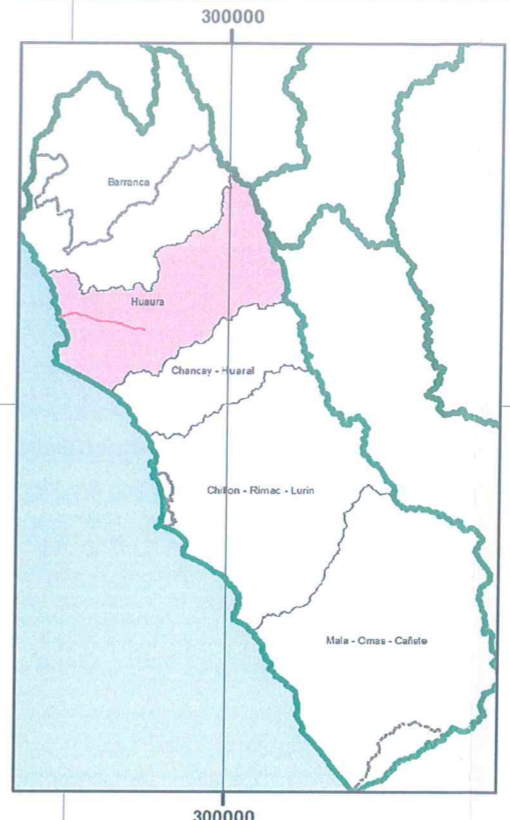 300000
Barranca
Huaura
Chancay - Huaral
Chillon - Rimac - Lurin
Mala - Omas - Cañete
300000